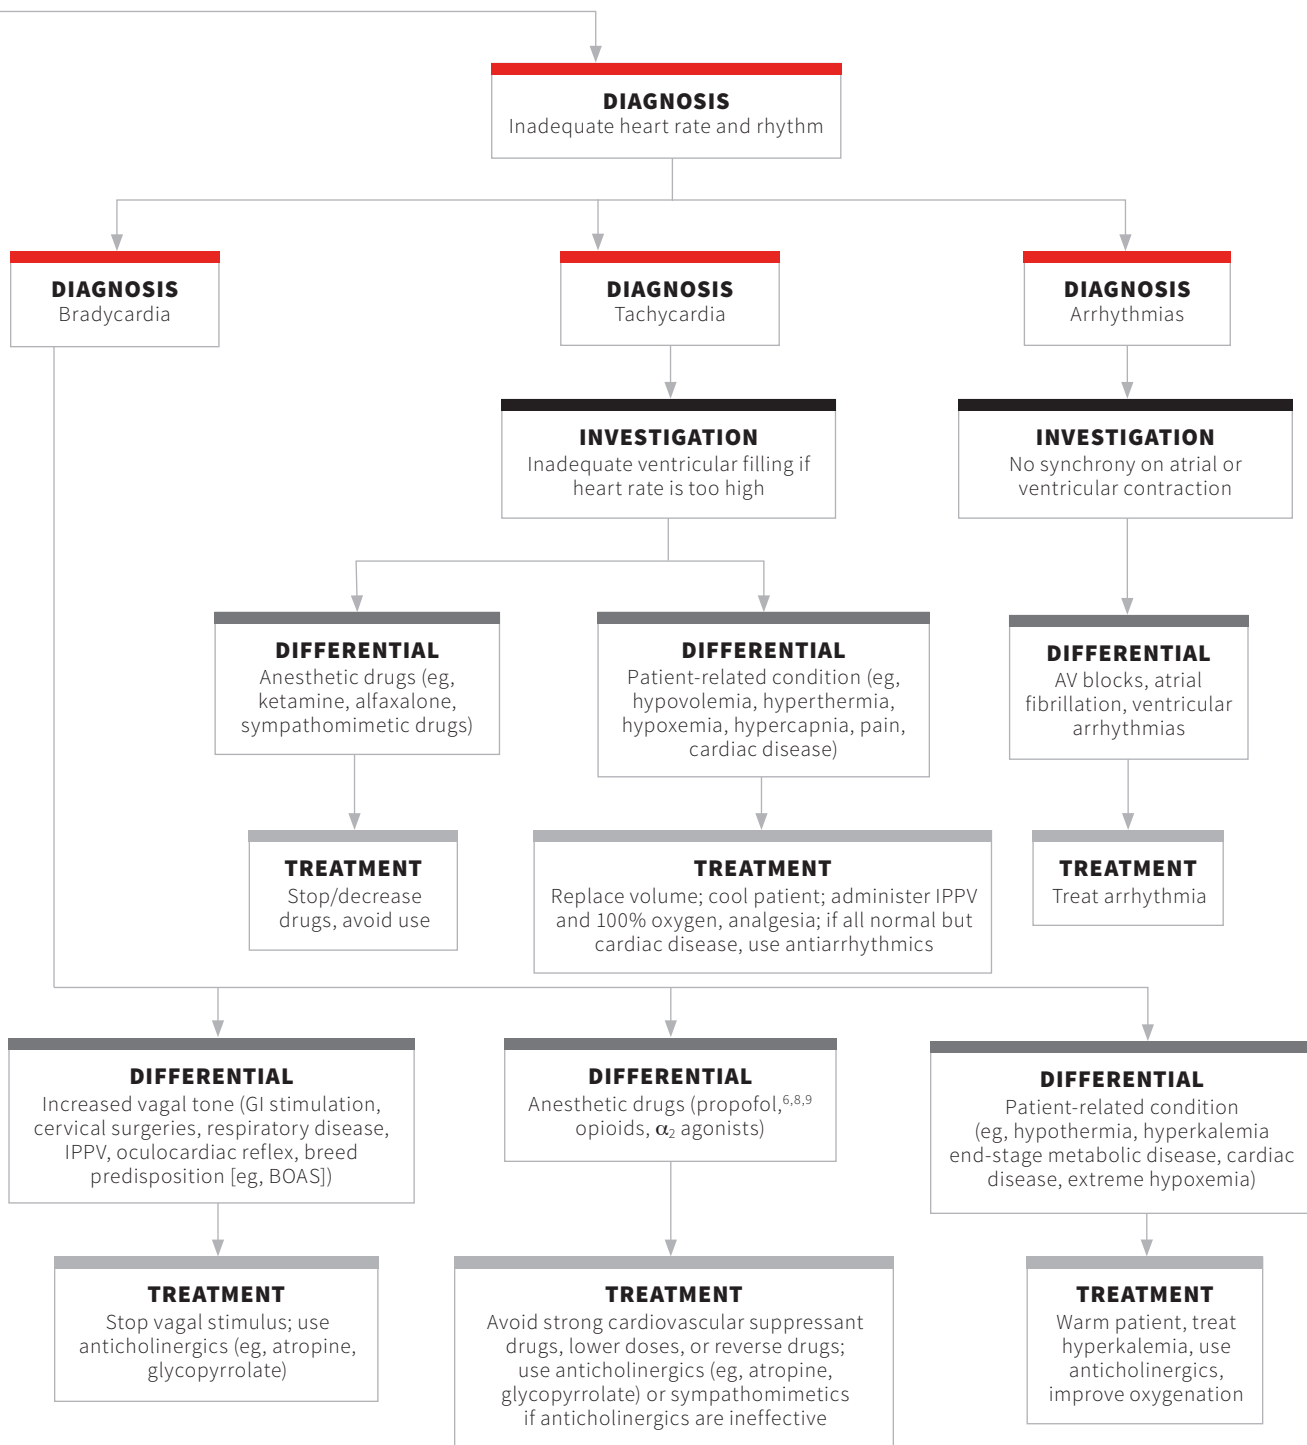 DIAGNOSIS
Inadequate heart rate and rhythm
DIAGNOSIS
Bradycardia
DIAGNOSIS
Tachycardia
DIAGNOSIS
Arrhythmias
INVESTIGATION
Inadequate ventricular filling if
heart rate is too high
INVESTIGATION
No synchrony on atrial or
ventricular contraction
DIFFERENTIAL
Anesthetic drugs (eg,
ketamine, alfaxalone,
sympathomimetic drugs)
DIFFERENTIAL
Patient-related condition (eg,
hypovolemia, hyperthermia,
hypoxemia, hypercapnia, pain,
cardiac disease)
DIFFERENTIAL
AV blocks, atrial
fibrillation, ventricular
arrhythmias
TREATMENT
Stop/decrease
drugs, avoid use
TREATMENT
Replace volume; cool patient; administer IPPV
and 100% oxygen, analgesia; if all normal but
cardiac disease, use antiarrhythmics
TREATMENT
Treat arrhythmia
DIFFERENTIAL
Increased vagal tone (GI stimulation,
cervical surgeries, respiratory disease,
IPPV, oculocardiac reflex, breed
predisposition [eg, BOAS])
DIFFERENTIAL
Anesthetic drugs (propofol,6,8,9
opioids, α2 agonists)
DIFFERENTIAL
Patient-related condition
(eg, hypothermia, hyperkalemia
end-stage metabolic disease, cardiac
disease, extreme hypoxemia)
TREATMENT
Stop vagal stimulus; use
anticholinergics (eg, atropine,
glycopyrrolate)
TREATMENT
Avoid strong cardiovascular suppressant
drugs, lower doses, or reverse drugs;
use anticholinergics (eg, atropine,
glycopyrrolate) or sympathomimetics
if anticholinergics are ineffective
TREATMENT
Warm patient, treat
hyperkalemia, use
anticholinergics,
improve oxygenation